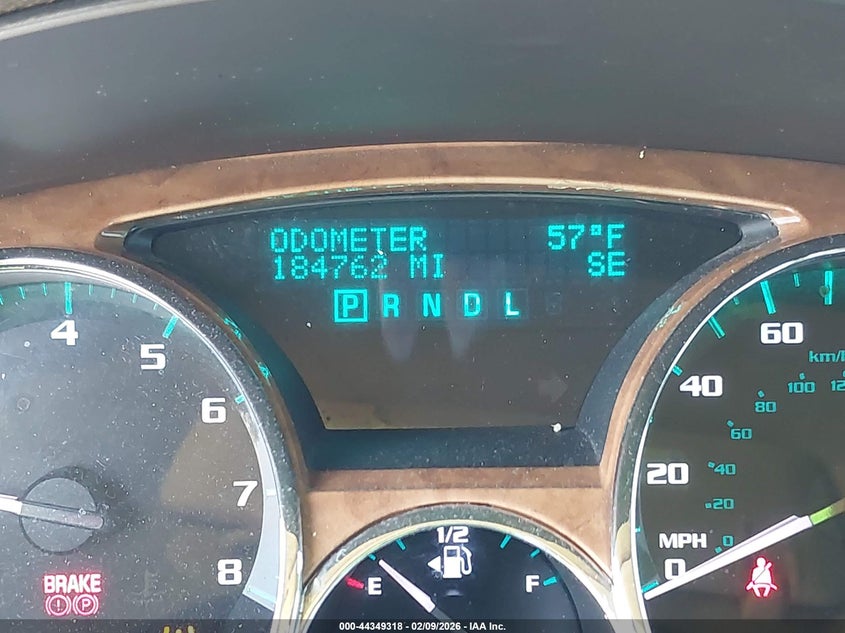 ODOMETER 57°F
184762 MI SE
P R N D L
4
5
6
7
8
BRAKE
P
1/2
E F
60
40
20
0
MPH
km/
100
80
60
40
20
0
000-44349318 - 02/09/2026 - IAA Inc.